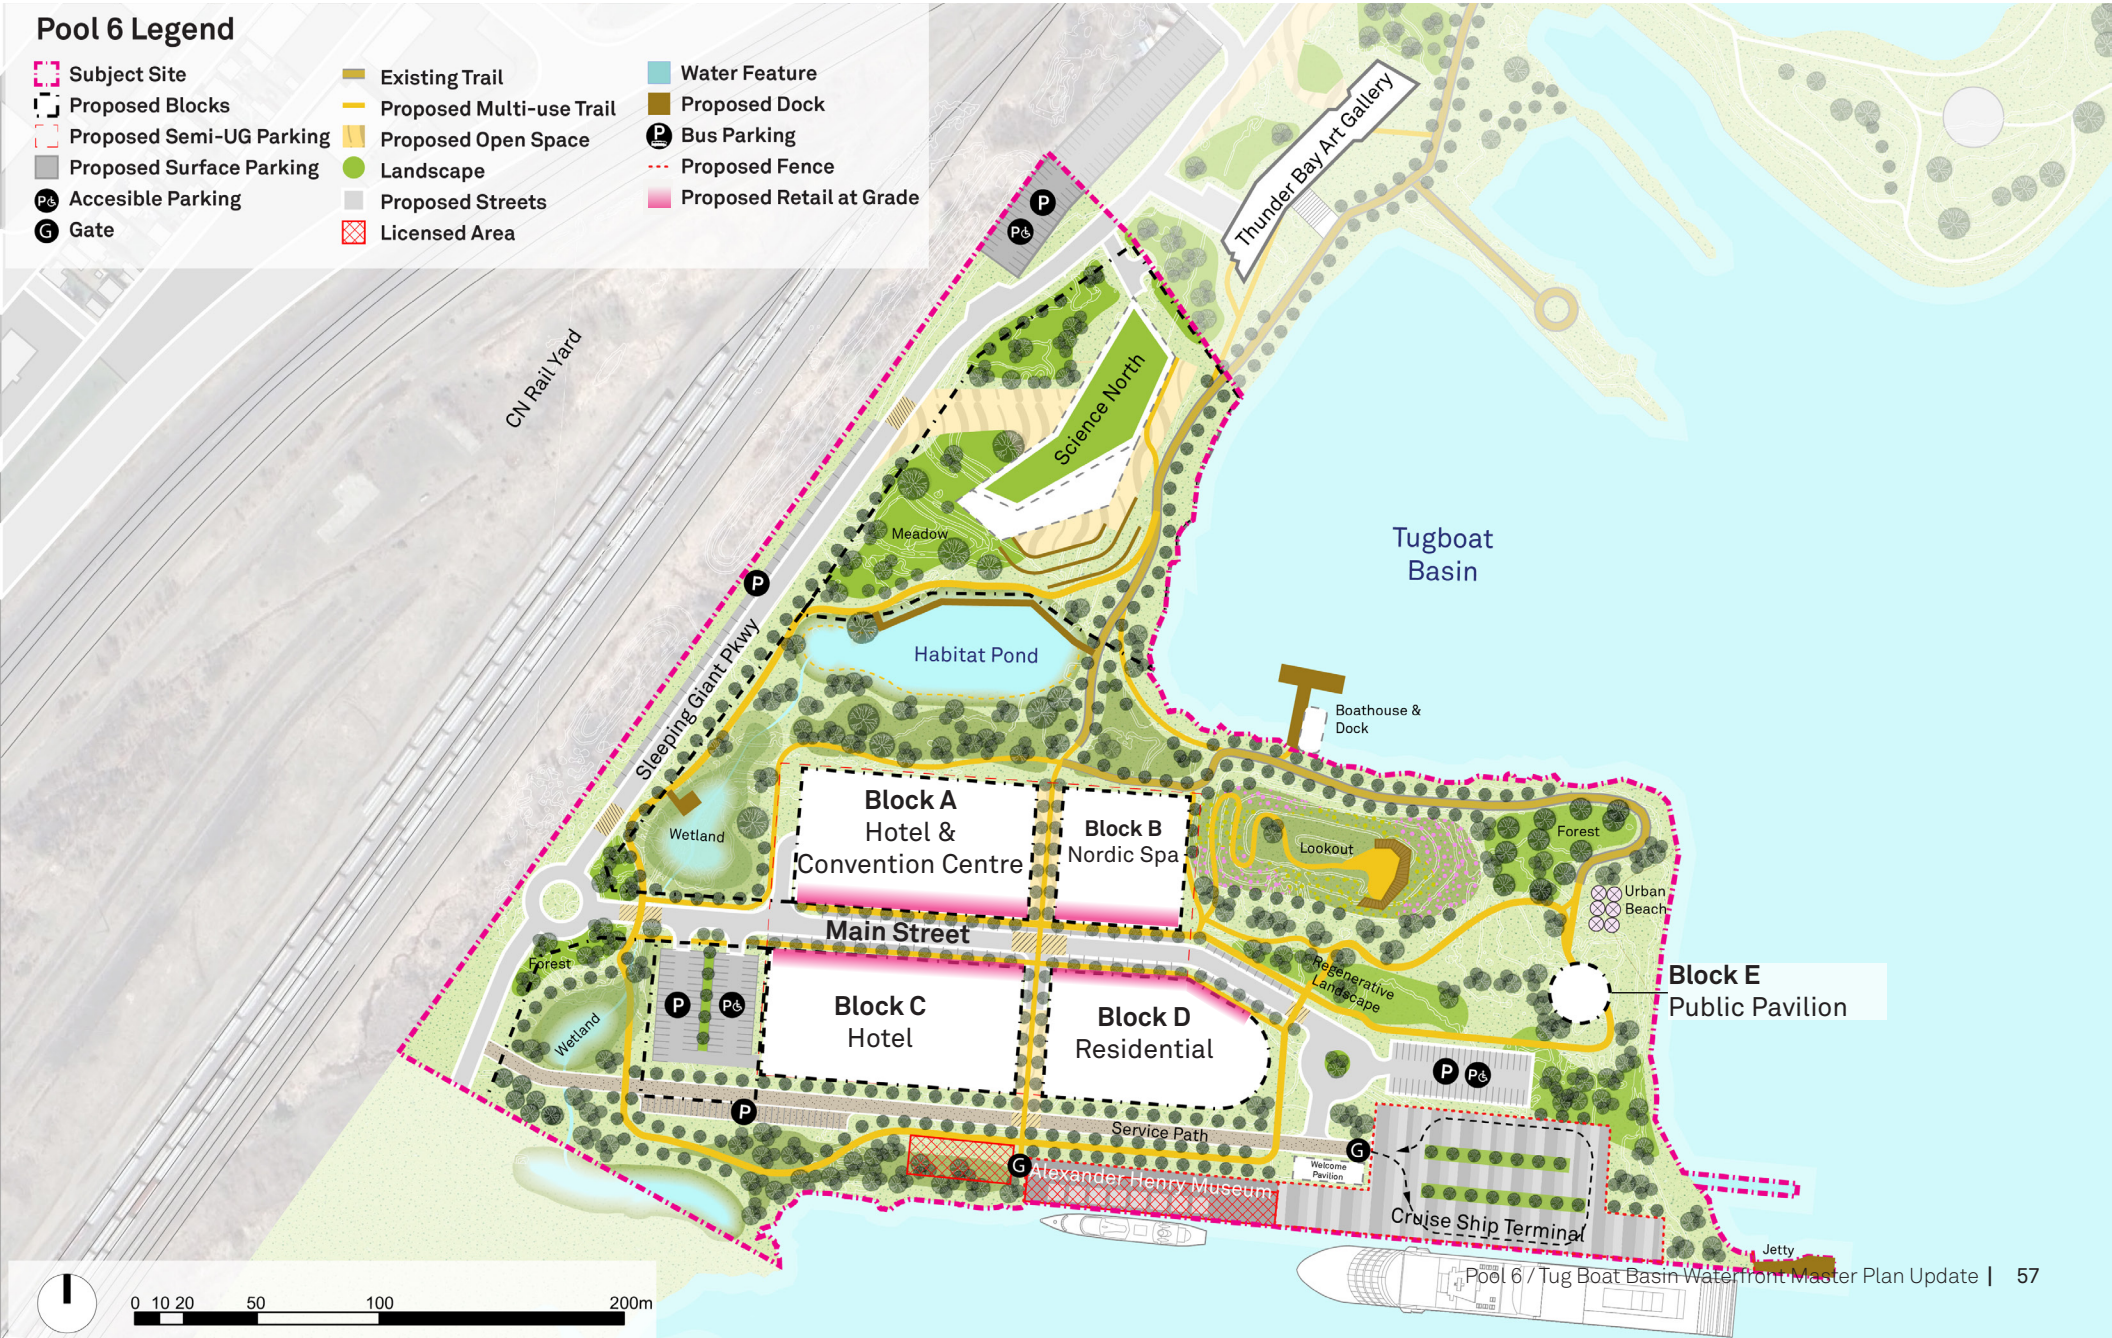 Pool 6 Legend
Subject Site
Proposed Blocks
Proposed Semi-UG Parking
Proposed Surface Parking
P Accesible Parking
G Gate
Existing Trail
Proposed Multi-use Trail
Proposed Open Space
Landscape
Proposed Streets
Licensed Area
Water Feature
Proposed Dock
P Bus Parking
Proposed Fence
Proposed Retail at Grade
Thunder Bay Art Gallery
P
P
CN Rail Yard
Science North
Meadow
Tugboat
Basin
P
Habitat Pond
Sleeping Giant Pkwy
Boathouse &
Dock
Wetland
Block A
Hotel &
Convention Centre
Block B
Nordic Spa
Lookout
Forest
Urban
Beach
Main Street
Forest
Wetland
P
P
Block C
Hotel
Block D
Residential
Regenerative
Landscape
Block E
Public Pavilion
P
P
P
Service Path
G
Welcome
Pavilion
G
Alexander Henry Museum
Cruise Ship Terminal
Jetty
Pool 6 / Tug Boat Basin Waterfront Master Plan Update | 57
0 10 20 50 100 200m